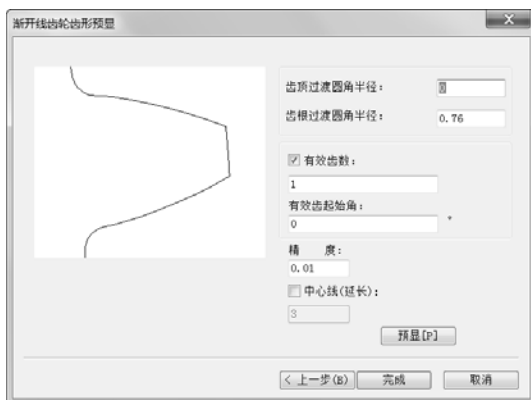 渐开线齿轮齿形预显
齿顶过渡圆角半径：
齿根过渡圆角半径：
0.76
有效齿数：
1
有效齿起始角：
0
°
精 度：
0.01
中心线(延长)：
3
预显[P]
< 上一步(B)
完成
取消